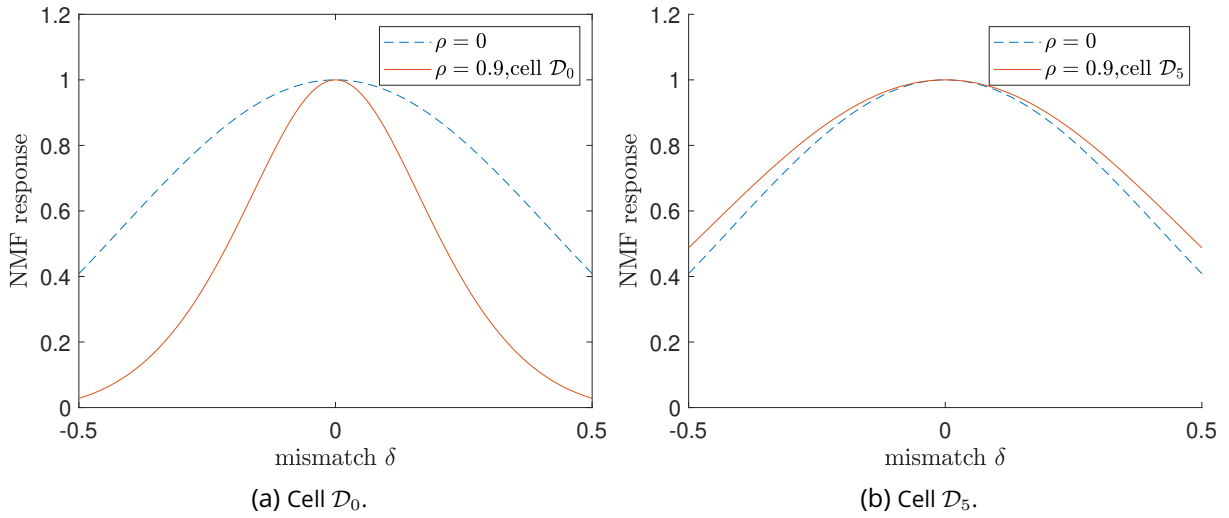 1.2
1
0.8
0.6
0.4
0.2
0
-0.5
0
0.5
NMF response
mismatch δ
ρ = 0
ρ = 0.9,cell 𝒟₀
(a) Cell 𝒟₀.
1.2
1
0.8
0.6
0.4
0.2
0
-0.5
0
0.5
NMF response
mismatch δ
ρ = 0
ρ = 0.9,cell 𝒟₅
(b) Cell 𝒟₅.